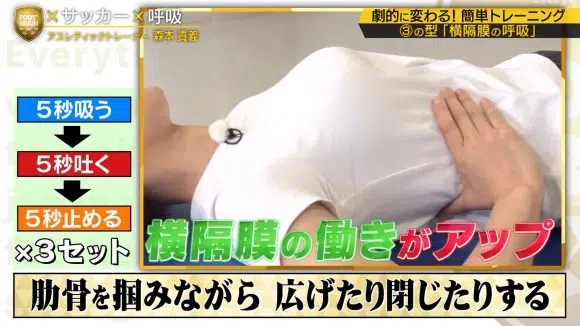 FOOT BRAIN
×サッカー×呼吸
アスレティックトレーナー 森本 貴義
劇的に変わる!簡単トレーニング
③の型「横隔膜の呼吸」
5秒吸う
5秒吐く
5秒止める
×3セット
横隔膜の働きがアップ
肋骨を掴みながら 広げたり閉じたりする